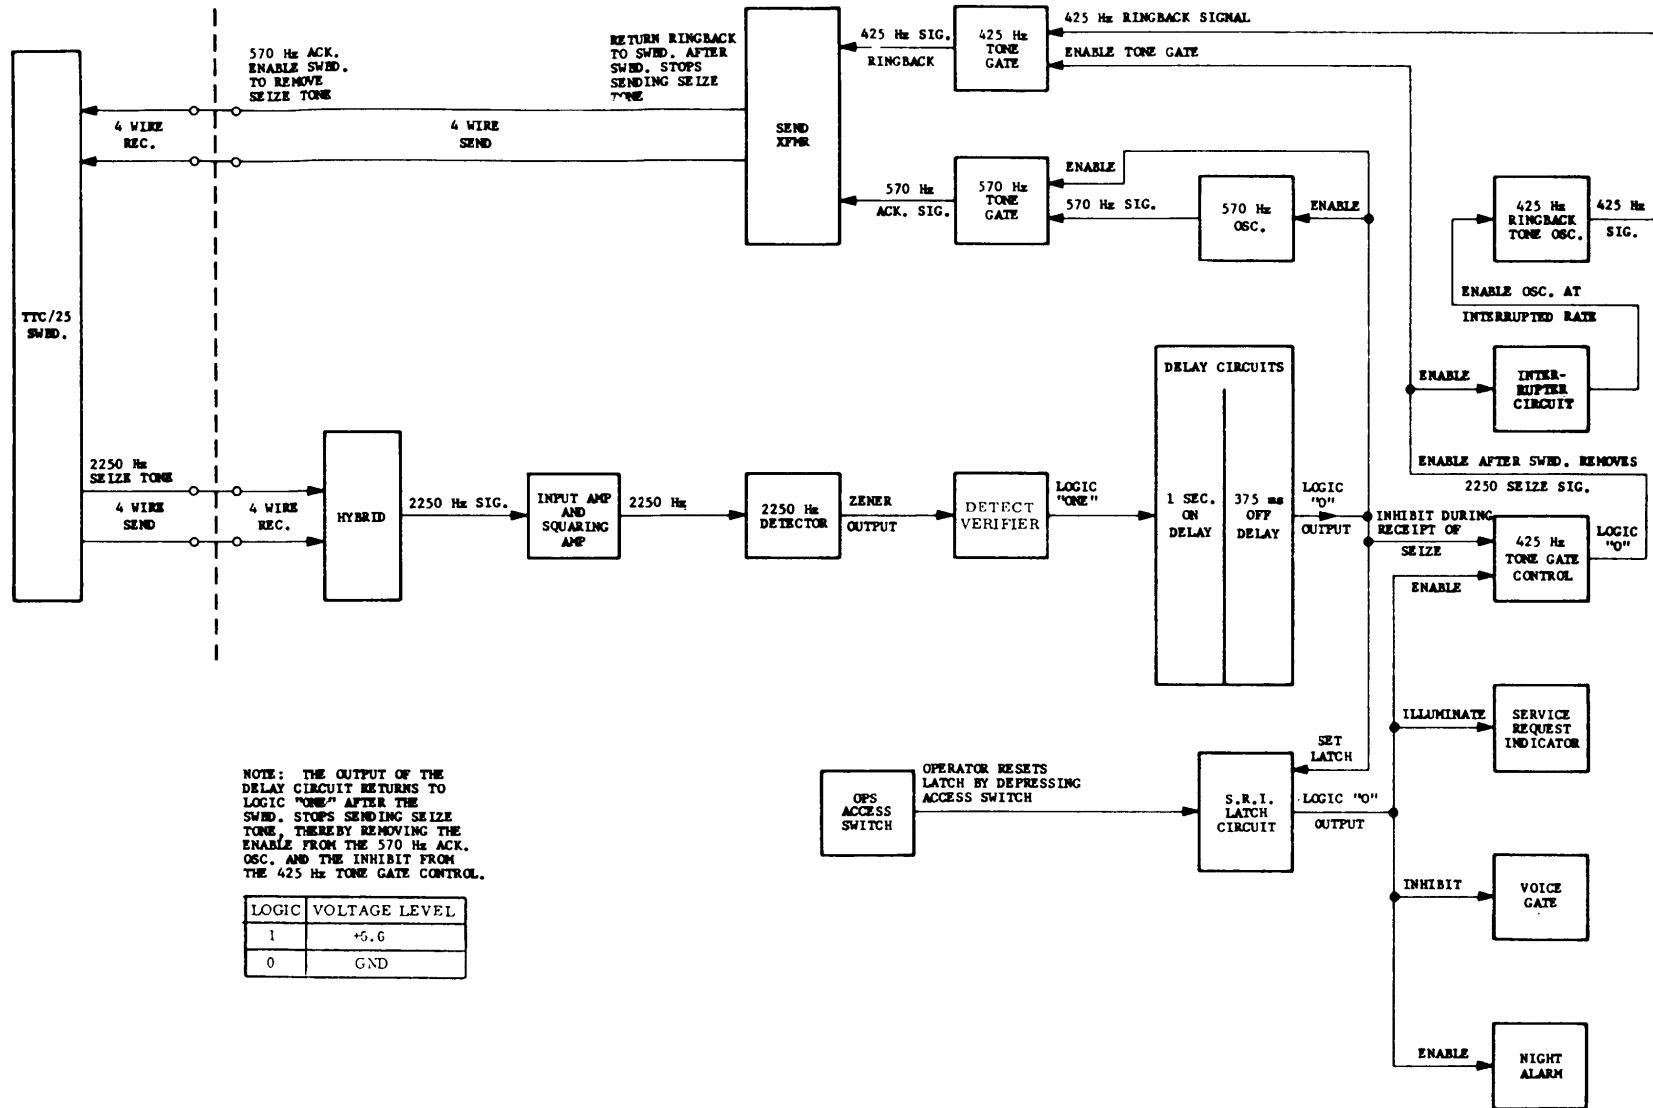 425 Hz RINGBACK SIGNAL
ENABLE TONE GATE
425 Hz SIG.
RINGBACK
425 Hz
TONE
GATE
RETURN RINGBACK
TO SWBD. AFTER
SWBD. STOPS
SENDING SEIZE
TONE
570 Hz ACK.
ENABLE SWBD.
TO REMOVE
SEIZE TONE
4 WIRE
REC.
4 WIRE
SEND
SEND
XFMR
ENABLE
570 Hz
ACK. SIG.
570 Hz
TONE
GATE
570 Hz SIG.
570 Hz
OSC.
ENABLE
425 Hz
RINGBACK
TONE OSC.
425 Hz
SIG.
ENABLE OSC. AT
INTERRUPTED RATE
TTC/25
SWBD.
DELAY CIRCUITS
1 SEC.
ON
DELAY
375 ms
OFF
DELAY
ENABLE
INTER-
RUPTER
CIRCUIT
ENABLE AFTER SWBD. REMOVES
2250 SEIZE SIG.
2250 Hz
SEIZE TONE
4 WIRE
SEND
4 WIRE
REC.
HYBRID
2250 Hz SIG.
INPUT AMP
AND
SQUARING
AMP
2250 Hz
2250 Hz
DETECTOR
ZENER
OUTPUT
DETECT
VERIFIER
LOGIC
"ONE"
LOGIC
"O"
OUTPUT
INHIBIT DURING
RECEIPT OF
SEIZE
ENABLE
425 Hz
TONE GATE
CONTROL
LOGIC
"O"
ILLUMINATE
SERVICE
REQUEST
INDICATOR
SET
LATCH
OPS
ACCESS
SWITCH
OPERATOR RESETS
LATCH BY DEPRESSING
ACCESS SWITCH
S.R.I.
LATCH
CIRCUIT
LOGIC "O"
OUTPUT
INHIBIT
VOICE
GATE
ENABLE
NIGHT
ALARM
NOTE: THE OUTPUT OF THE
DELAY CIRCUIT RETURNS TO
LOGIC "ONE" AFTER THE
SWBD. STOPS SENDING SEIZE
TONE, THEREBY REMOVING THE
ENABLE FROM THE 570 Hz ACK.
OSC. AND THE INHIBIT FROM
THE 425 Hz TONE GATE CONTROL.
LOGIC VOLTAGE LEVEL
1
0 GND